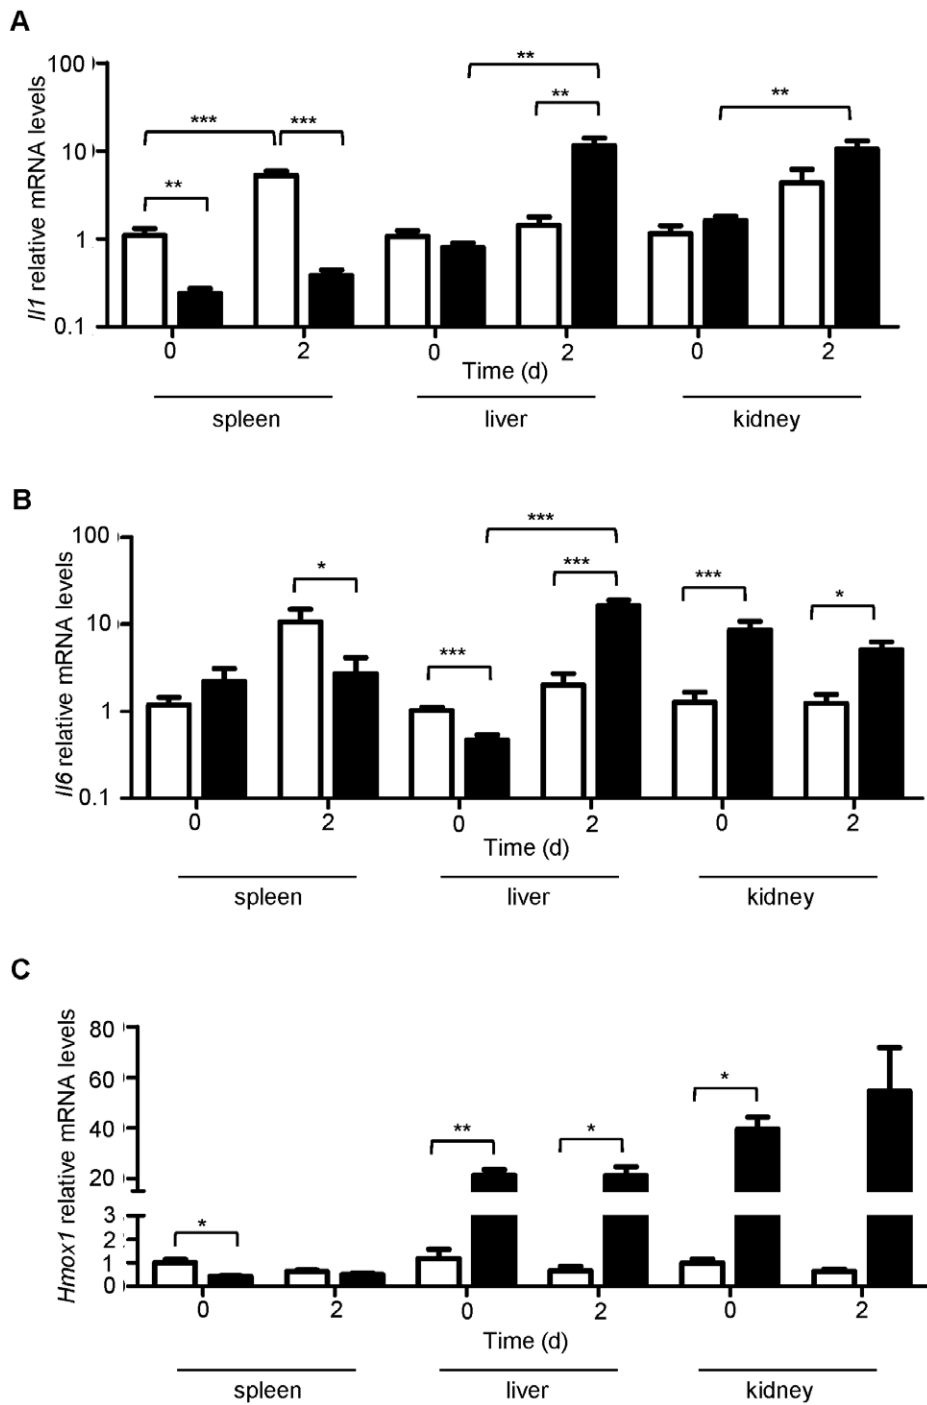 A
Il1 relative mRNA levels
100
10
1
0.1
** *** *** ** ** **
0 2 0 2 0 2
Time (d)
spleen liver kidney
B
Il6 relative mRNA levels
100
10
1
0.1
* *** *** *** *** *
0 2 0 2 0 2
Time (d)
spleen liver kidney
C
Hmox1 relative mRNA levels
80
60
40
20
3
2
1
0
* ** * *
0 2 0 2 0 2
Time (d)
spleen liver kidney